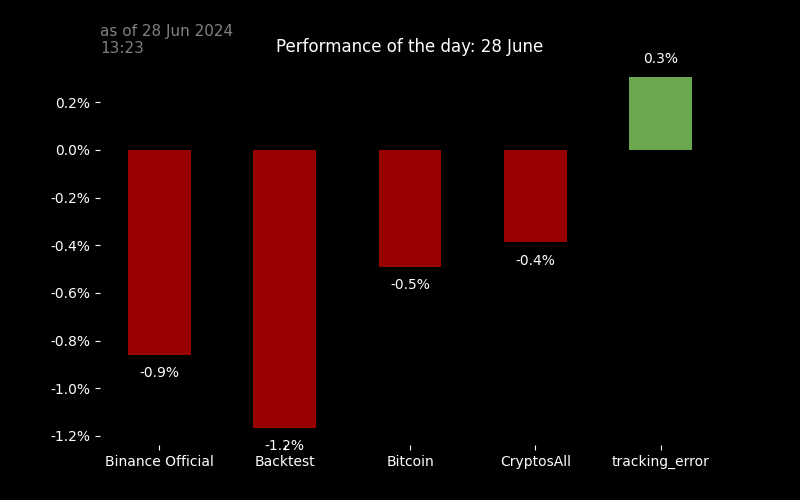 as of 28 Jun 2024
13:23
Performance of the day: 28 June
0.3%
0.2%
0.0%
-0.2%
-0.4%
-0.6%
-0.8%
-1.0%
-1.2%
-0.9%
-1.2%
-0.5%
-0.4%
Binance Official
Backtest
Bitcoin
CryptosAll
tracking_error